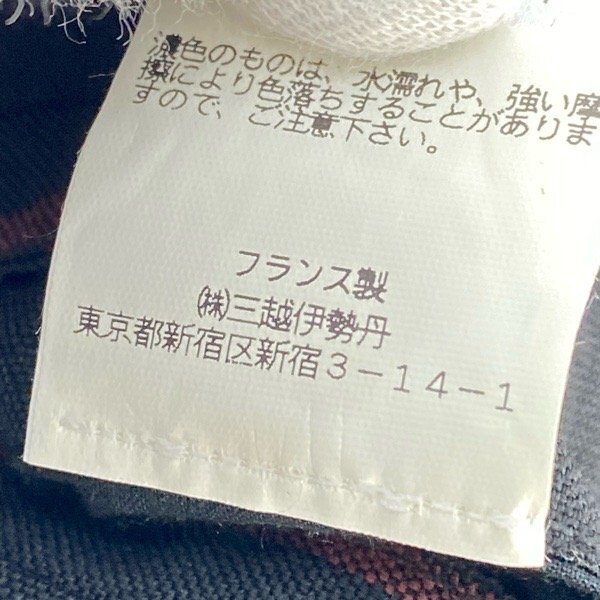 濃色のものは、水濡れや、強い摩
擦により色落ちすることがありま
すので、ご注意下さい。
フランス製
㈱三越伊勢丹
東京都新宿区新宿３－１４－１